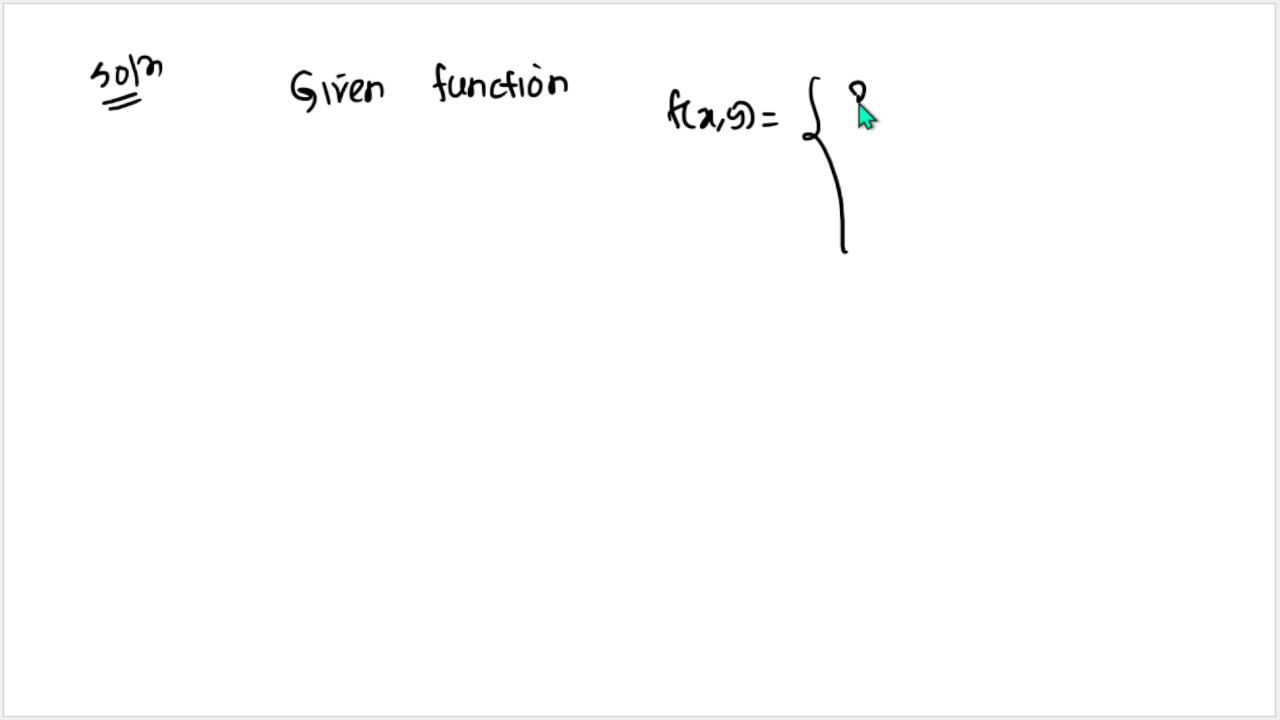 Soln Given function f(x,y) = {